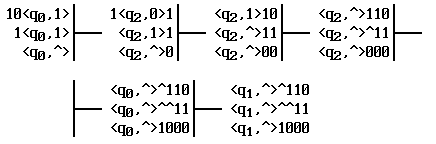 10<q₀,1> ├─ 1<q₂,0>1 ├─ <q₂,1>10 ├─ <q₂,^>110 ├─
1<q₀,1> ├─ <q₂,1>1 ├─ <q₂,^>11 ├─ <q₂,^>^11 ├─
<q₀,^> ├─ <q₂,^>0 ├─ <q₂,^>00 ├─ <q₂,^>000 ├─
├─ <q₀,^>^110 ├─ <q₁,^>^110
├─ <q₀,^>^^11 ├─ <q₁,^>^^11
├─ <q₀,^>1000 ├─ <q₁,^>1000